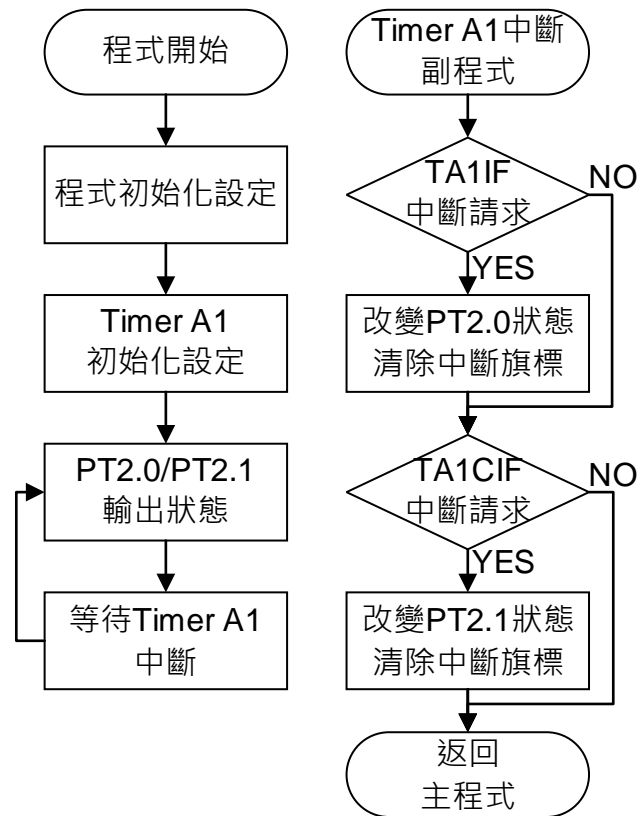 程式開始
程式初始化設定
Timer A1
初始化設定
PT2.0/PT2.1
輸出狀態
等待Timer A1
中斷
Timer A1中斷
副程式
TA1IF
中斷請求
NO
YES
改變PT2.0狀態
清除中斷旗標
TA1CIF
中斷請求
NO
YES
改變PT2.1狀態
清除中斷旗標
返回
主程式